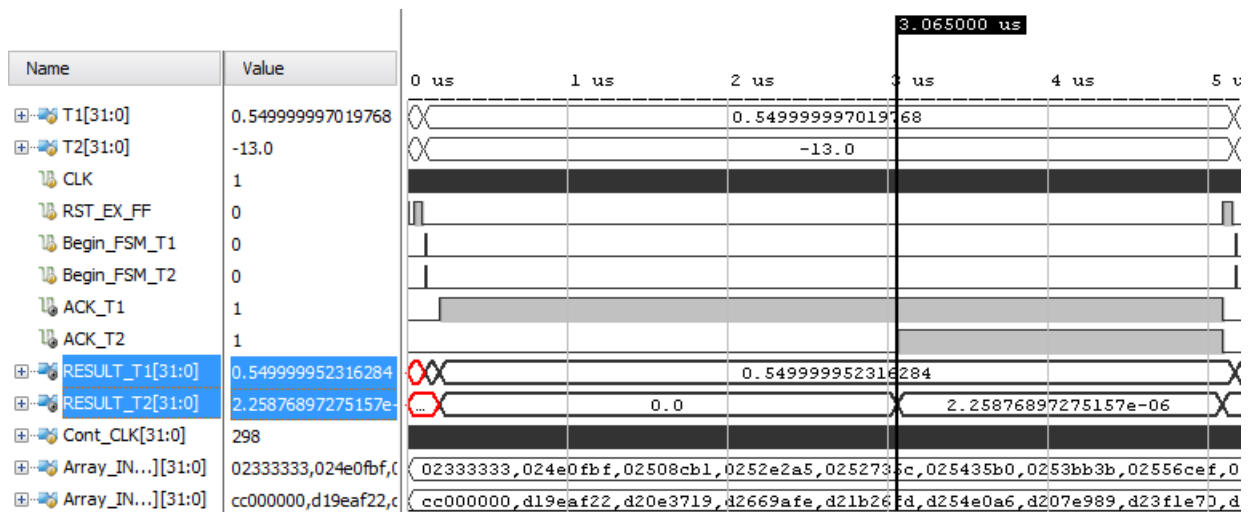 3.065000 us
Name Value 0 us 1 us 2 us 3 us 4 us 5 u
T1[31:0] 0.549999997019768 0.549999997019768
T2[31:0] -13.0 -13.0
CLK 1
RST_EX_FF 0
Begin_FSM_T1 0
Begin_FSM_T2 0
ACK_T1 1
ACK_T2 1
RESULT_T1[31:0] 0.549999952316284 0.549999952316284
RESULT_T2[31:0] 2.25876897275157e- ... 0.0 2.25876897275157e-06
Cont_CLK[31:0] 298
Array_IN...][31:0] 02333333,024e0fbf,0 02333333,024e0fbf,02508cb1,0252e2a5,0252735c,025435b0,0253bb3b,02556cef,0
Array_IN...][31:0] cc000000,d19eaf22,c cc000000,d19eaf22,d20e3719,d2669afe,d21b26fd,d254e0a6,d207e989,d23f1e70,d